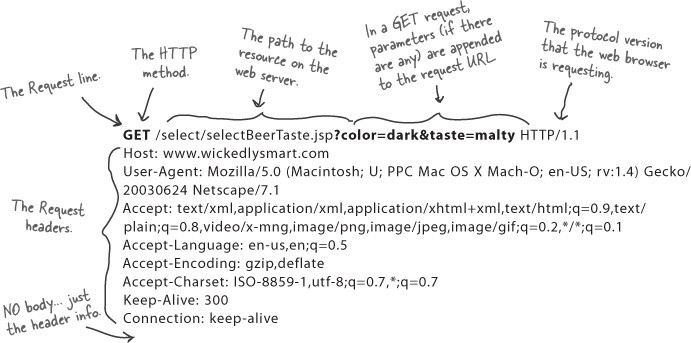 The Request line.
The HTTP
method.
The path to the
resource on the
web server.
In a GET request,
parameters (if there
are any) are appended
to the request URL
The protocol version
that the web browser
is requesting.
GET /select/selectBeerTaste.jsp?color=dark&taste=malty HTTP/1.1
Host: www.wickedlysmart.com
User-Agent: Mozilla/5.0 (Macintosh; U; PPC Mac OS X Mach-O; en-US; rv:1.4) Gecko/
20030624 Netscape/7.1
Accept: text/xml,application/xml,application/xhtml+xml,text/html;q=0.9,text/
plain;q=0.8,video/x-mng,image/png,image/jpeg,image/gif;q=0.2,*/*;q=0.1
Accept-Language: en-us,en;q=0.5
Accept-Encoding: gzip,deflate
Accept-Charset: ISO-8859-1,utf-8;q=0.7,*;q=0.7
Keep-Alive: 300
Connection: keep-alive
The Request
headers.
NO body... just
the header info.